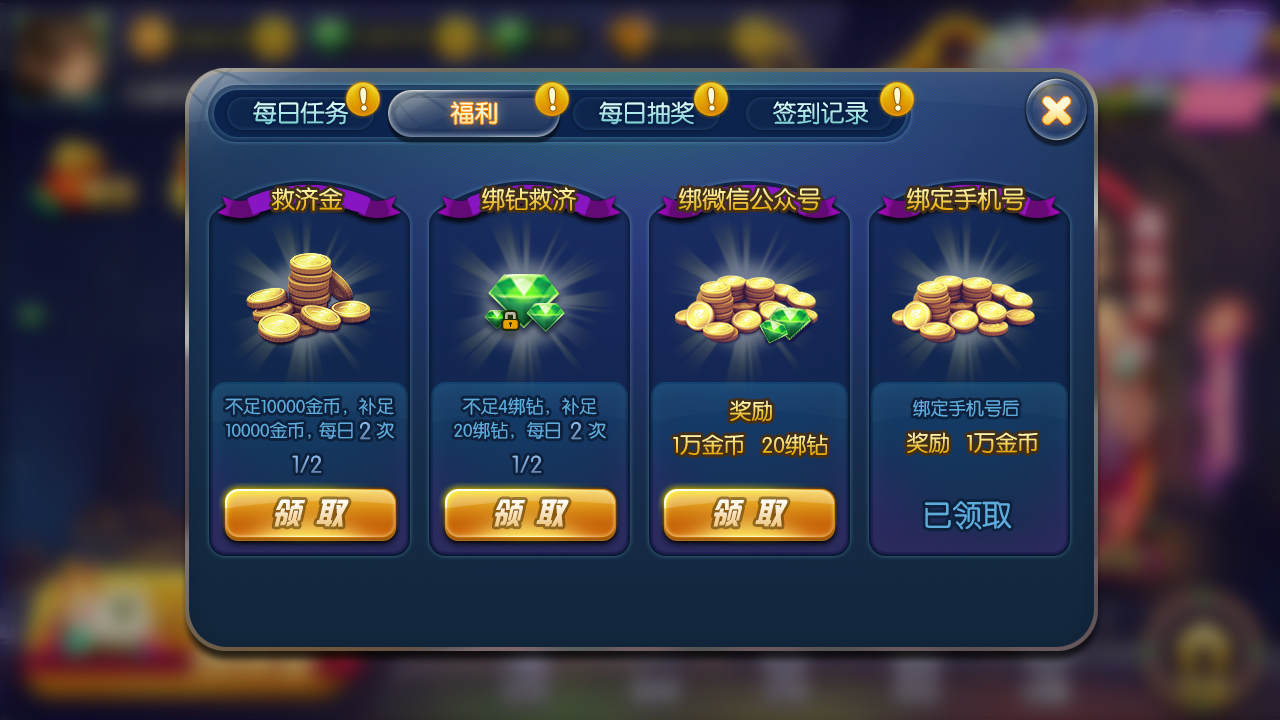 每日任务
福利
每日抽奖
签到记录
救济金
绑钻救济
绑微信公众号
绑定手机号
不足10000金币，补足
10000金币，每日 2 次
1/2
领取
不足4绑钻，补足
20绑钻，每日 2 次
1/2
领取
奖励
1万金币 20绑钻
领取
绑定手机号后
奖励 1万金币
已领取